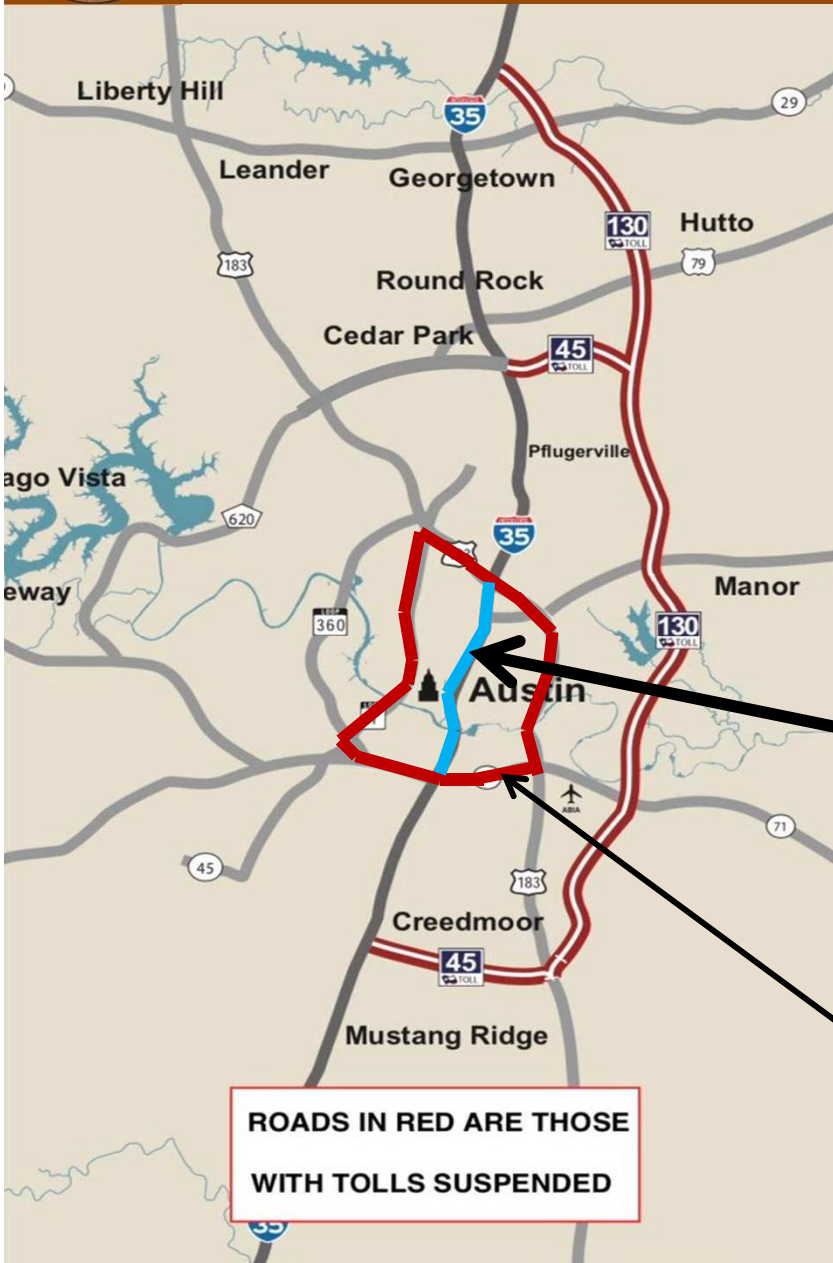 Liberty Hill
35
29
Leander
Georgetown
130
TOLL
Hutto
183
79
Round Rock
Cedar Park
45
TOLL
Pflugerville
ago Vista
620
35
eway
Manor
LOOP
360
130
TOLL
Austin
ABIA
71
45
183
Creedmoor
45
TOLL
Mustang Ridge
ROADS IN RED ARE THOSE
WITH TOLLS SUSPENDED
35